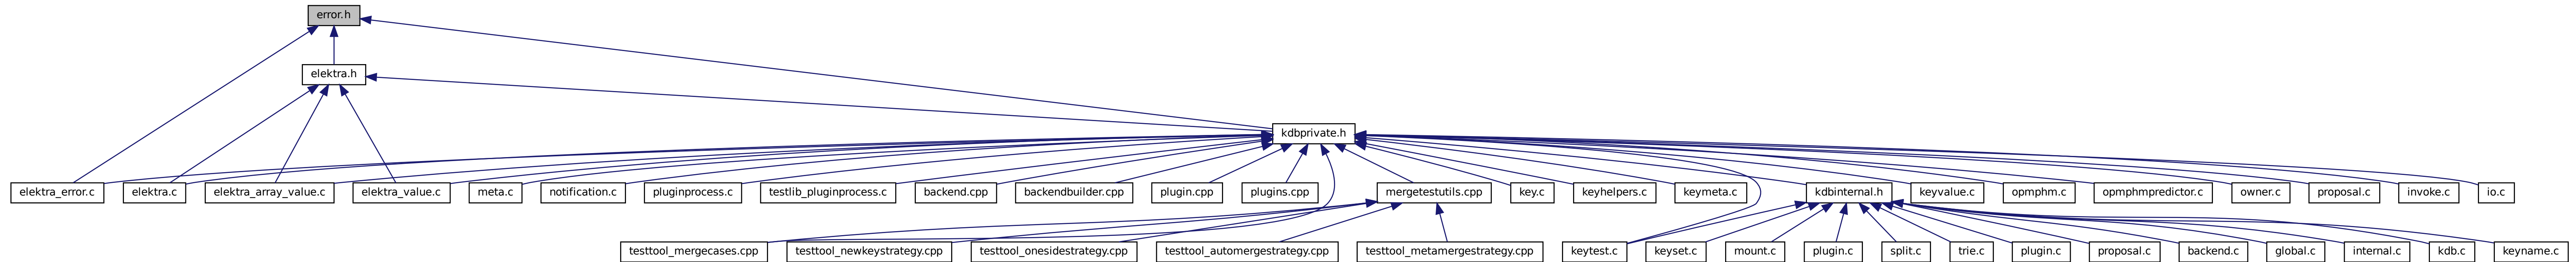 error.h
elektra.h
kdbprivate.h
elektra_error.c elektra.c elektra_array_value.c elektra_value.c meta.c notification.c pluginprocess.c testlib_pluginprocess.c backend.cpp backendbuilder.cpp plugin.cpp plugins.cpp mergetestutils.cpp key.c keyhelpers.c keymeta.c kdbinternal.h keyvalue.c opmphm.c opmphmpredictor.c owner.c proposal.c invoke.c io.c
testtool_mergecases.cpp testtool_newkeystrategy.cpp testtool_onesidestrategy.cpp testtool_automergestrategy.cpp testtool_metamergestrategy.cpp keytest.c keyset.c mount.c plugin.c split.c trie.c plugin.c proposal.c backend.c global.c internal.c kdb.c keyname.c